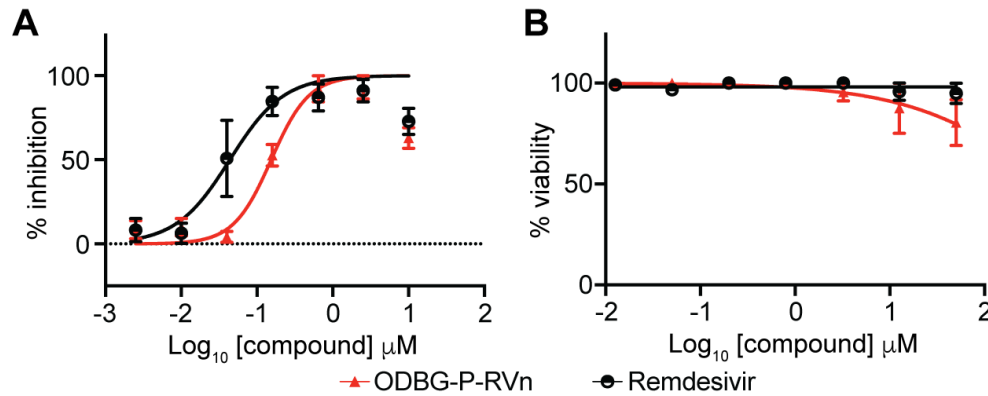 A
B
% inhibition
100
50
0
-3 -2 -1 0 1 2
Log10 [compound] μM
% viability
100
50
0
-2 -1 0 1 2
Log10 [compound] μM
ODBG-P-RVn
Remdesivir